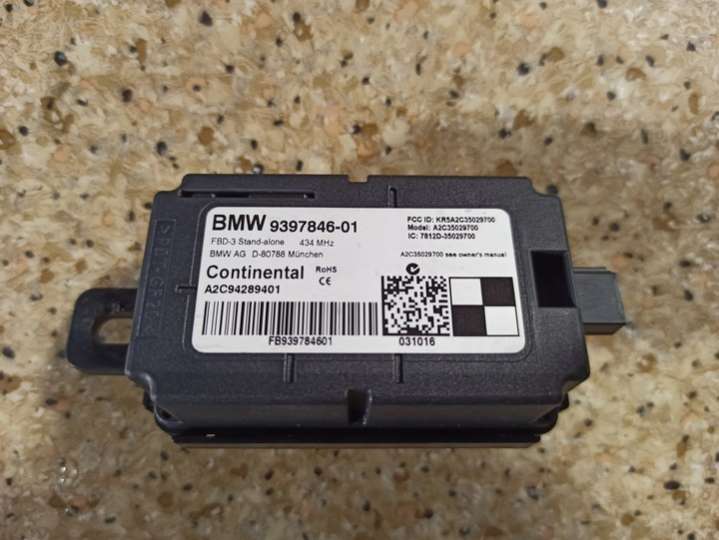 BMW 9397846-01
FBD-3 Stand-alone 434 MHz
BMW AG D-80788 München
Continental RoHS
CE
A2C94289401
FB939784601
FCC ID: KR5A2C35029700
Model: A2C35029700
IC: 7812D-35029700
A2C35029700 see owner's manual
031016